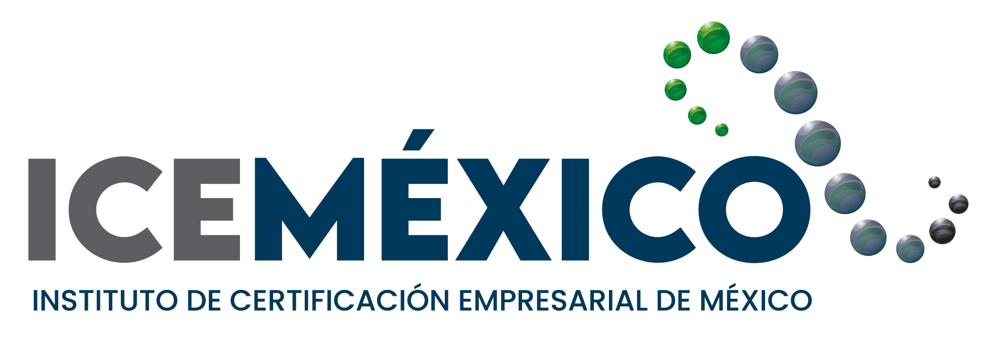 ICEMÉXICO
INSTITUTO DE CERTIFICACIÓN EMPRESARIAL DE MÉXICO